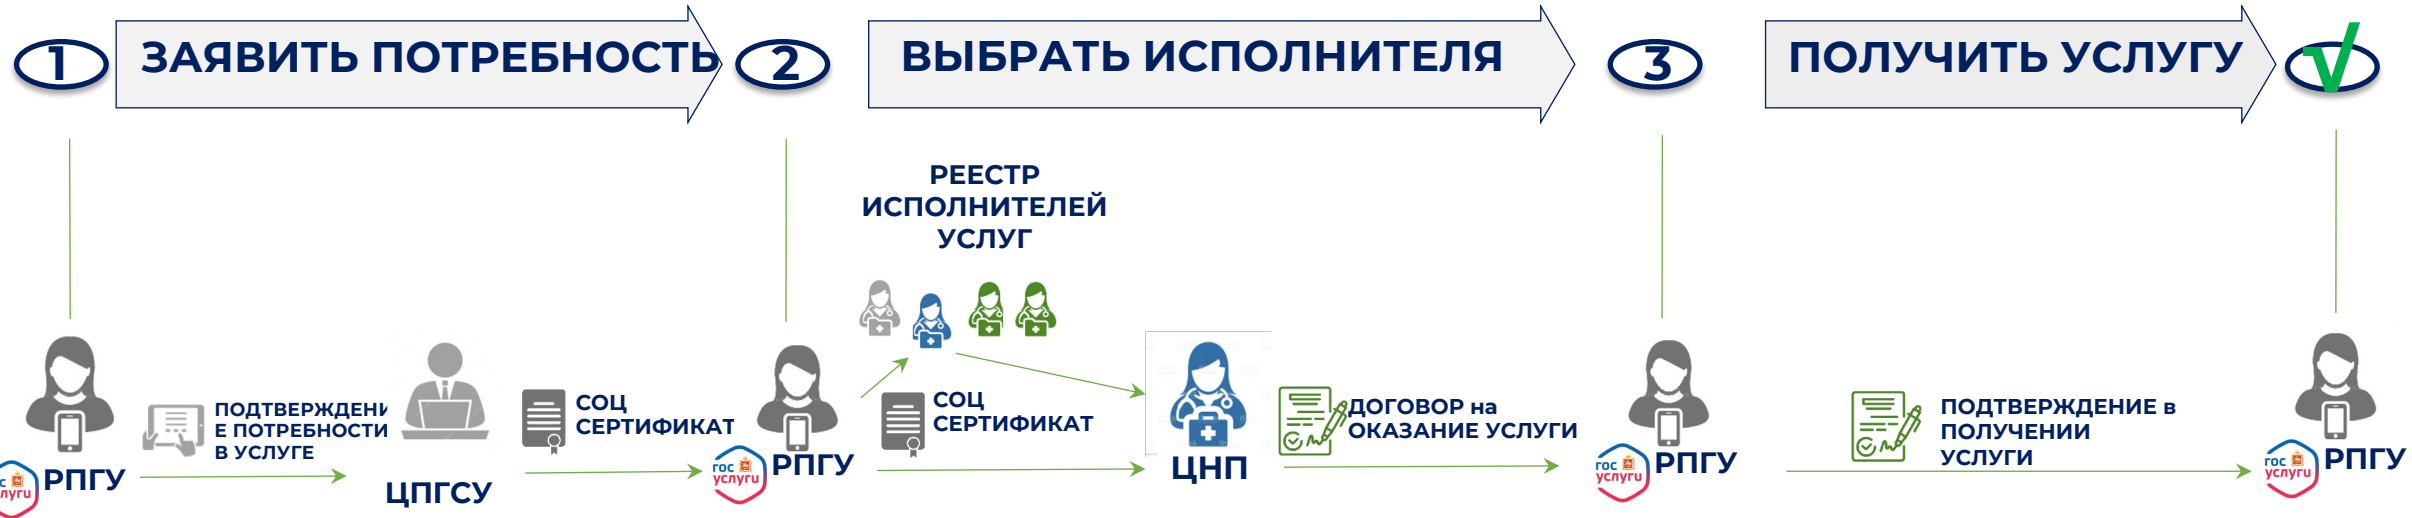 1
ЗАЯВИТЬ ПОТРЕБНОСТЬ
2
ВЫБРАТЬ ИСПОЛНИТЕЛЯ
3
ПОЛУЧИТЬ УСЛУГУ
РЕЕСТР
ИСПОЛНИТЕЛЕЙ
УСЛУГ
ПОДТВЕРЖДЕНИ
Е ПОТРЕБНОСТИ
В УСЛУГЕ
СОЦ
СЕРТИФИКАТ
СОЦ
СЕРТИФИКАТ
ДОГОВОР на
ОКАЗАНИЕ УСЛУГИ
ПОДТВЕРЖДЕНИЕ в
ПОЛУЧЕНИИ
УСЛУГИ
РПГУ
ЦПГСУ
гос
услуги
РПГУ
ЦНП
гос
услуги
РПГУ
гос
услуги
РПГУ